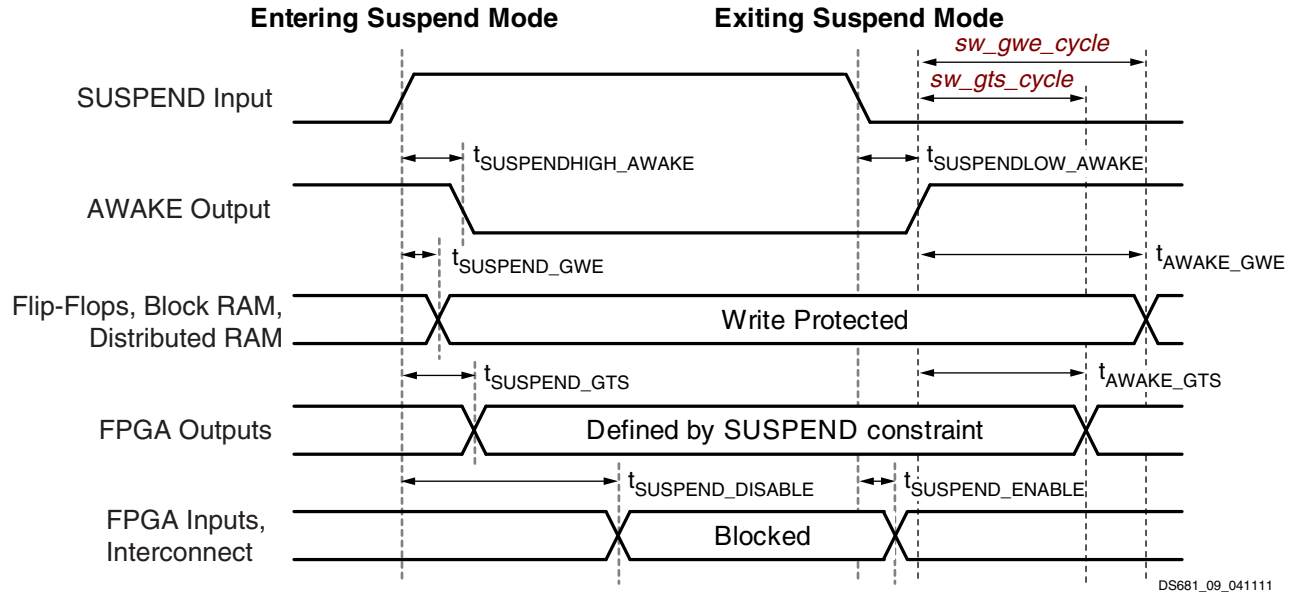 Entering Suspend Mode
Exiting Suspend Mode
sw_gwe_cycle
sw_gts_cycle
SUSPEND Input
tSUSPENDHIGH_AWAKE
tSUSPENDLOW_AWAKE
AWAKE Output
tSUSPEND_GWE
tAWAKE_GWE
Flip-Flops, Block RAM,
Distributed RAM
Write Protected
tSUSPEND_GTS
tAWAKE_GTS
FPGA Outputs
Defined by SUSPEND constraint
tSUSPEND_DISABLE
tSUSPEND_ENABLE
FPGA Inputs,
Interconnect
Blocked
DS681_09_041111